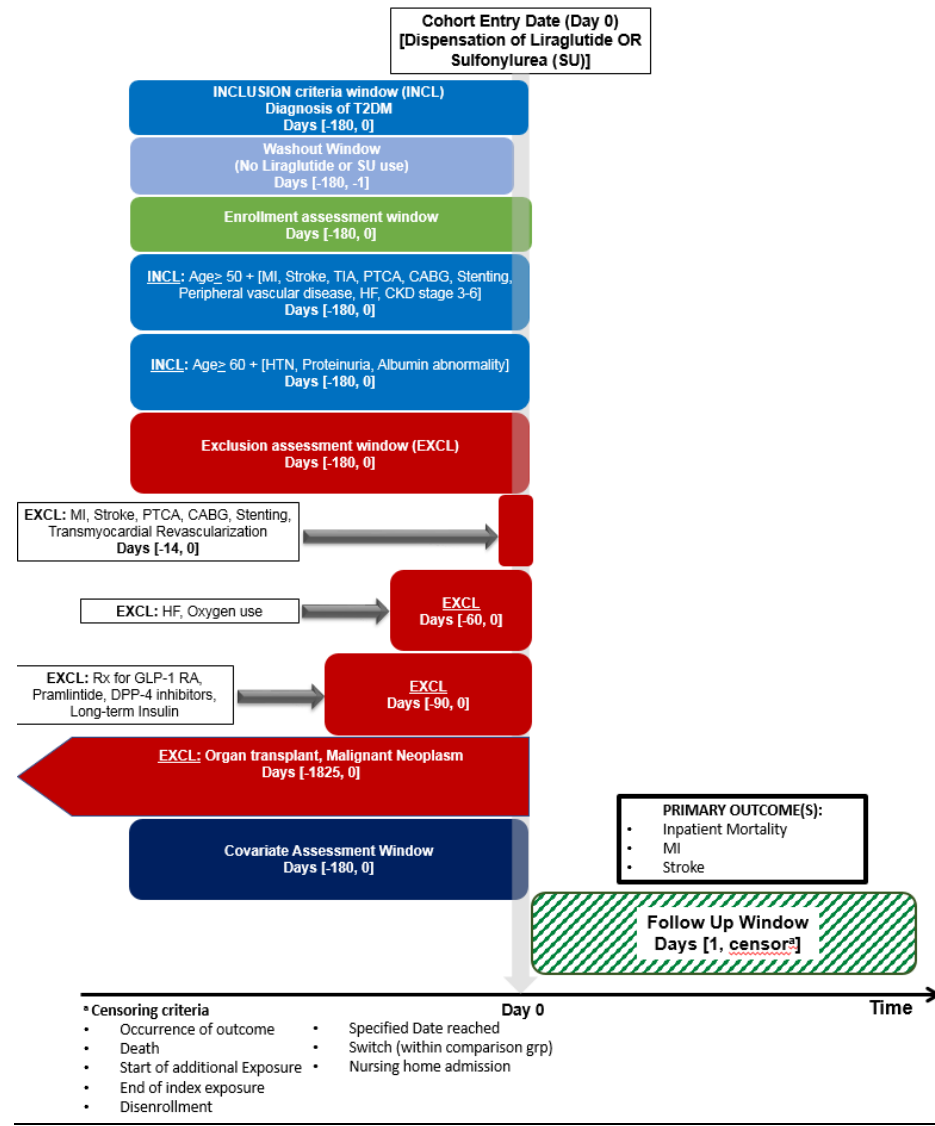 Cohort Entry Date (Day 0)
[Dispensation of Liraglutide OR
Sulfonylurea (SU)]
INCLUSION criteria window (INCL)
Diagnosis of T2DM
Days [-180, 0]
Washout Window
(No Liraglutide or SU use)
Days [-180, -1]
Enrollment assessment window
Days [-180, 0]
INCL: Age≥ 50 + [MI, Stroke, TIA, PTCA, CABG, Stenting,
Peripheral vascular disease, HF, CKD stage 3-6]
Days [-180, 0]
INCL: Age≥ 60 + [HTN, Proteinuria, Albumin abnormality]
Days [-180, 0]
Exclusion assessment window (EXCL)
Days [-180, 0]
EXCL: MI, Stroke, PTCA, CABG, Stenting,
Transmyocardial Revascularization
Days [-14, 0]
EXCL: HF, Oxygen use
EXCL
Days [-60, 0]
EXCL: Rx for GLP-1 RA,
Pramlintide, DPP-4 inhibitors,
Long-term Insulin
EXCL
Days [-90, 0]
EXCL: Organ transplant, Malignant Neoplasm
Days [-1825, 0]
PRIMARY OUTCOME(S):
• Inpatient Mortality
• MI
• Stroke
Covariate Assessment Window
Days [-180, 0]
Follow Up Window
Days [1, censorª]
Day 0
Time
ª Censoring criteria
• Occurrence of outcome
• Death
• Start of additional Exposure
• End of index exposure
• Disenrollment
• Specified Date reached
• Switch (within comparison grp)
• Nursing home admission